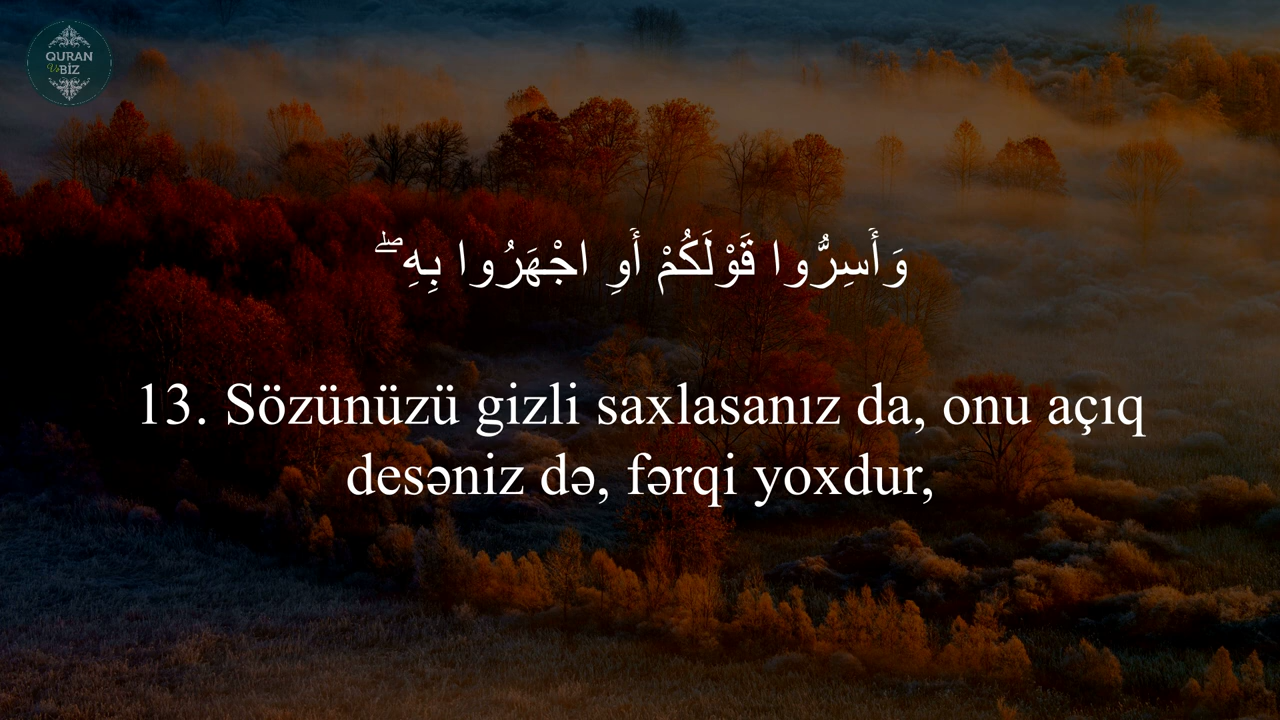 QURAN
Və BİZ
وَأَسِرُّوا قَوْلَكُمْ أَوِ اجْهَرُوا بِهِ ۖ
13. Sözünüzü gizli saxlasanız da, onu açıq
desəniz də, fərqi yoxdur,